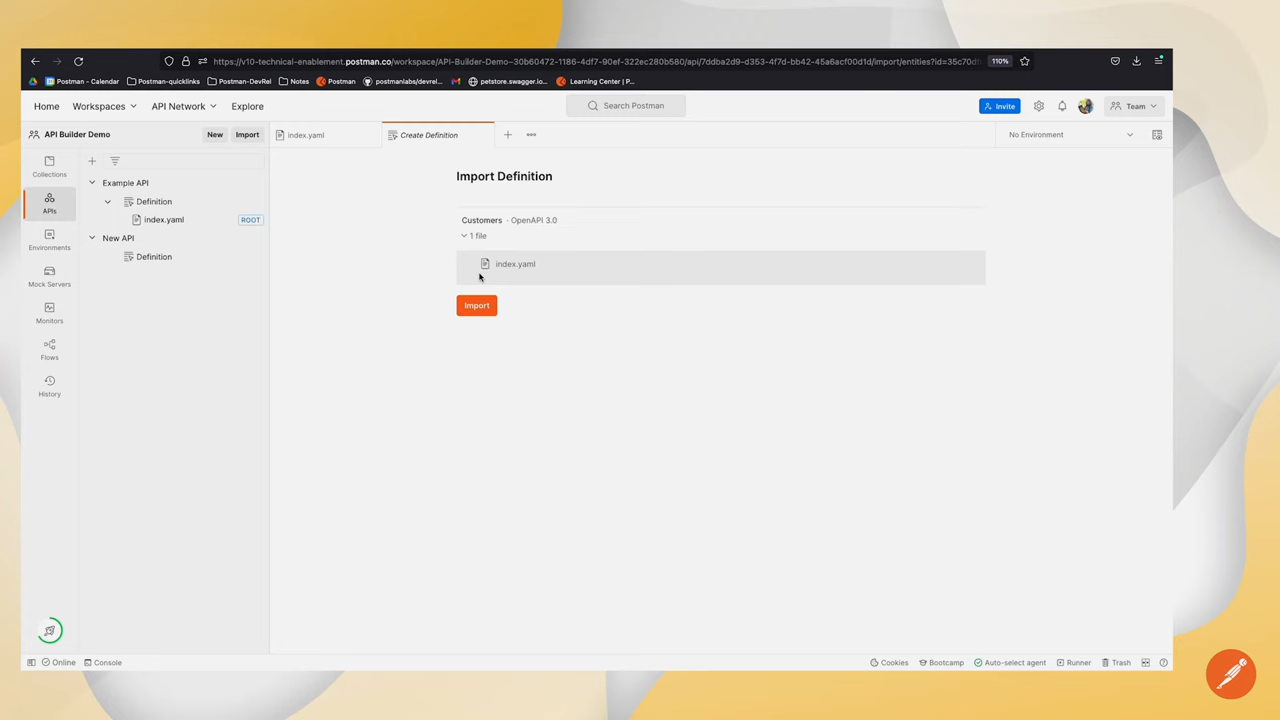 https://v10-technical-enablement.postman.co/workspace/API-Builder-Demo~30b60472-1186-4df7-90ef-322ec280b580/api/7ddba2d9-d353-4f7d-bb42-45a6acf00d1d/import/entities?id=35c70d
110%
Postman - Calendar
Postman-quicklinks
Postman-DevRel
Notes
Postman
postmanlabs/devrel...
petstore.swagger.io...
Learning Center | P...
Home
Workspaces
API Network
Explore
Search Postman
Invite
Team
API Builder Demo
New
Import
index.yaml
Create Definition
No Environment
Collections
APIs
Environments
Mock Servers
Monitors
Flows
History
Example API
Definition
index.yaml
ROOT
New API
Definition
Import Definition
Customers · OpenAPI 3.0
1 file
index.yaml
Import
Online
Console
Cookies
Bootcamp
Auto-select agent
Runner
Trash